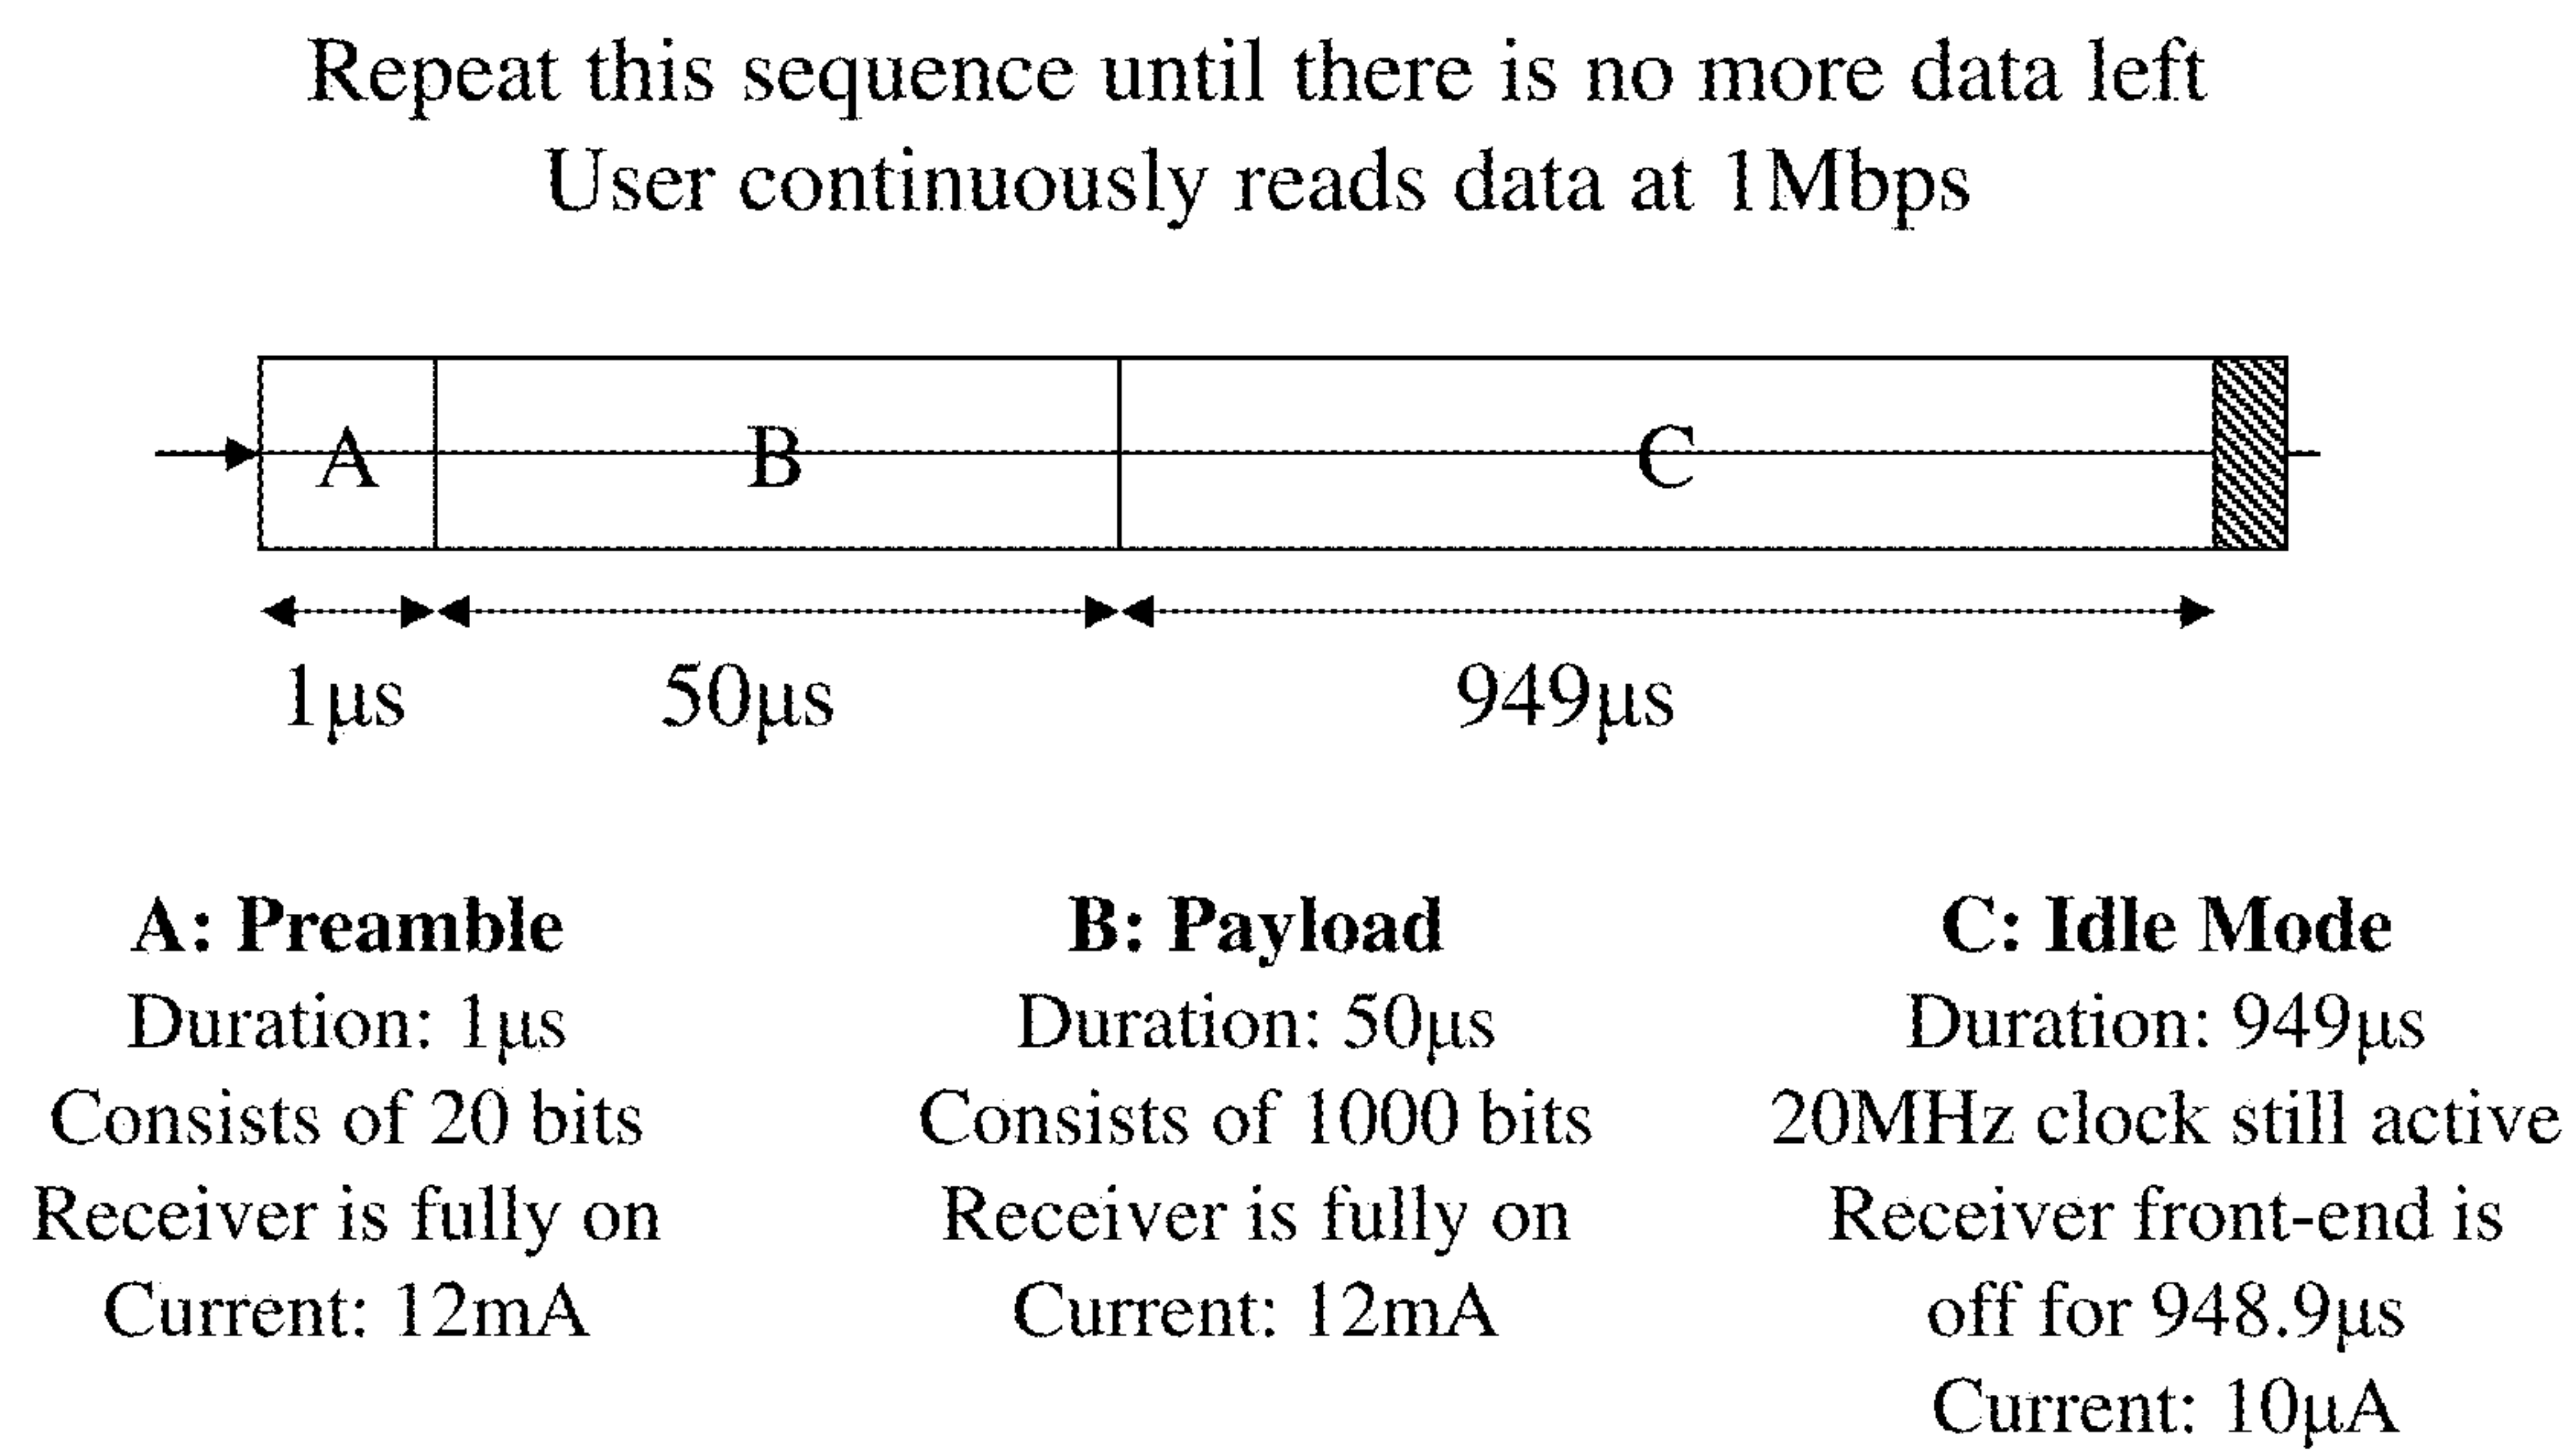 Repeat this sequence until there is no more data left
User continuously reads data at 1Mbps
A
B
C
1μs
50μs
949μs
A: Preamble
Duration: 1μs
Consists of 20 bits
Receiver is fully on
Current: 12mA
B: Payload
Duration: 50μs
Consists of 1000 bits
Receiver is fully on
Current: 12mA
C: Idle Mode
Duration: 949μs
20MHz clock still active
Receiver front-end is
off for 948.9μs
Current: 10μA